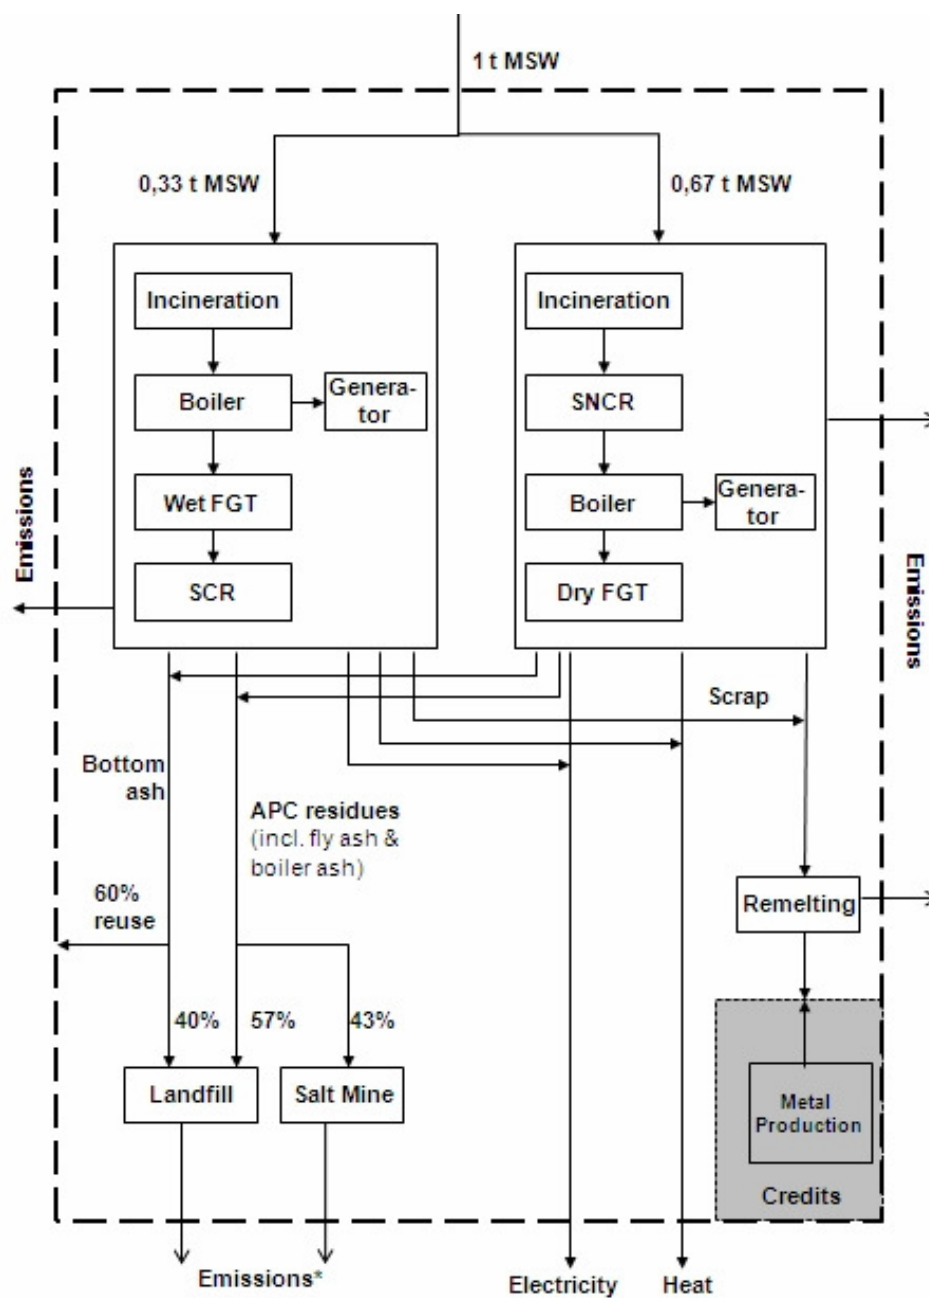 1 t MSW
0,33 t MSW
0,67 t MSW
Incineration
Boiler
Genera-
tor
Wet FGT
SCR
Incineration
SNCR
Boiler
Genera-
tor
Dry FGT
Emissions
Emissions
Scrap
Bottom
ash
APC residues
(incl. fly ash &
boiler ash)
60%
reuse
Remelting
40%
57%
43%
Landfill
Salt Mine
Metal
Production
Credits
Emissions*
Electricity
Heat